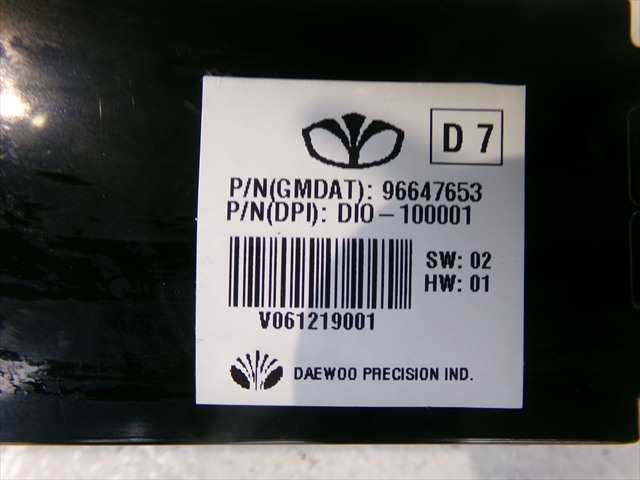 D 7
P/N(GMDAT): 96647653
P/N(DPI): DIO-100001
SW: 02
HW: 01
V061219001
DAEWOO PRECISION IND.